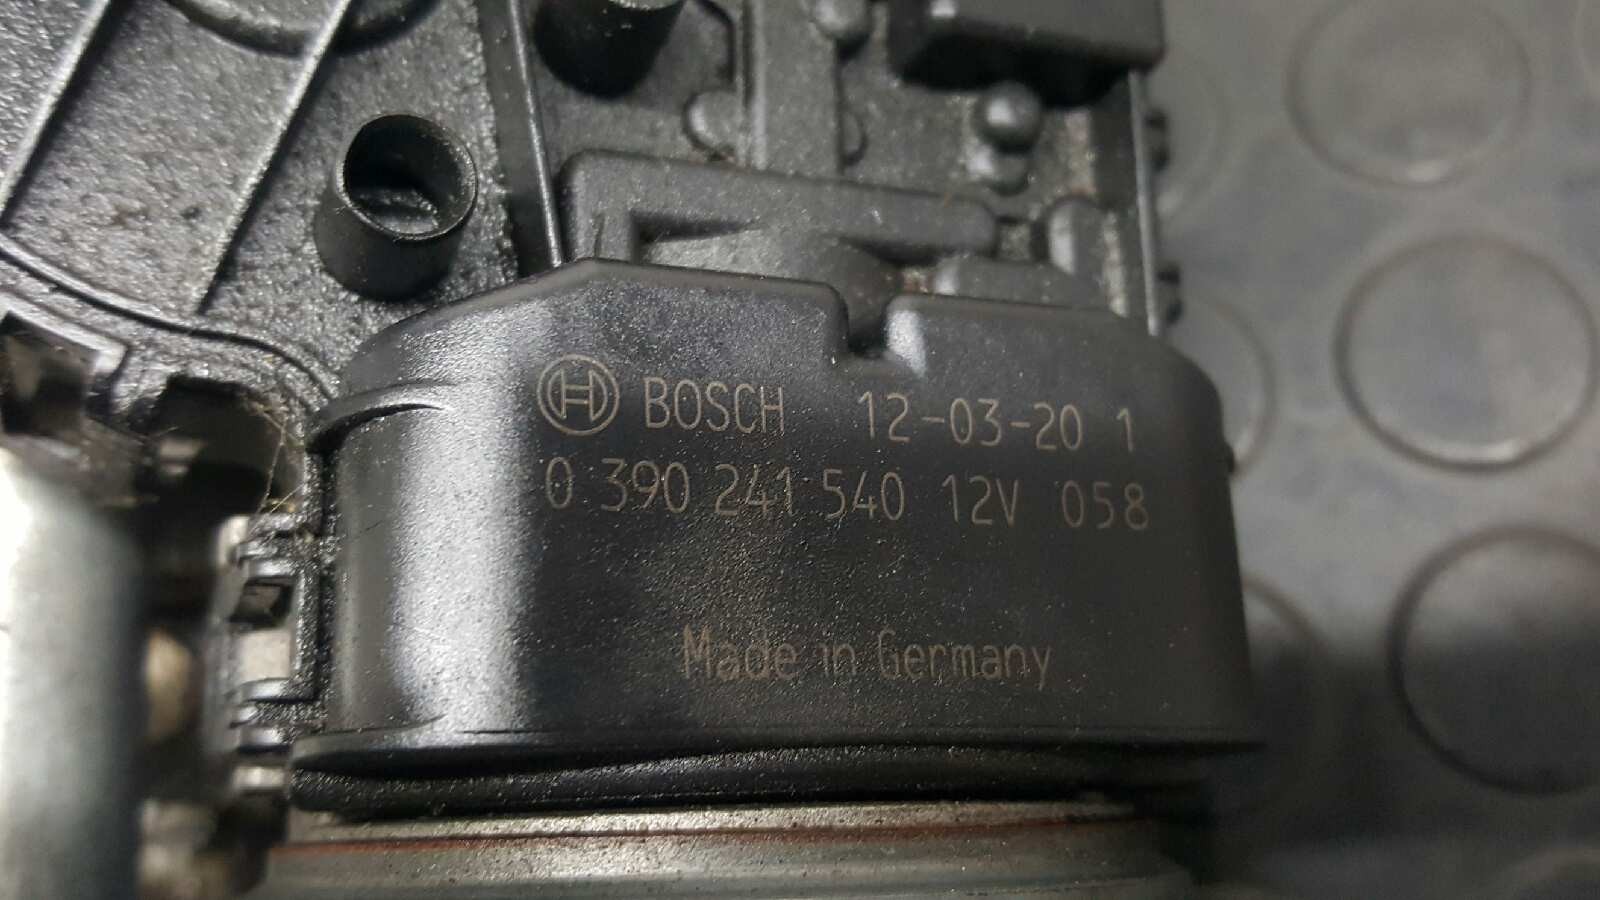 BOSCH 12-03-20 1
0 390 241 540 12V 058
Made in Germany